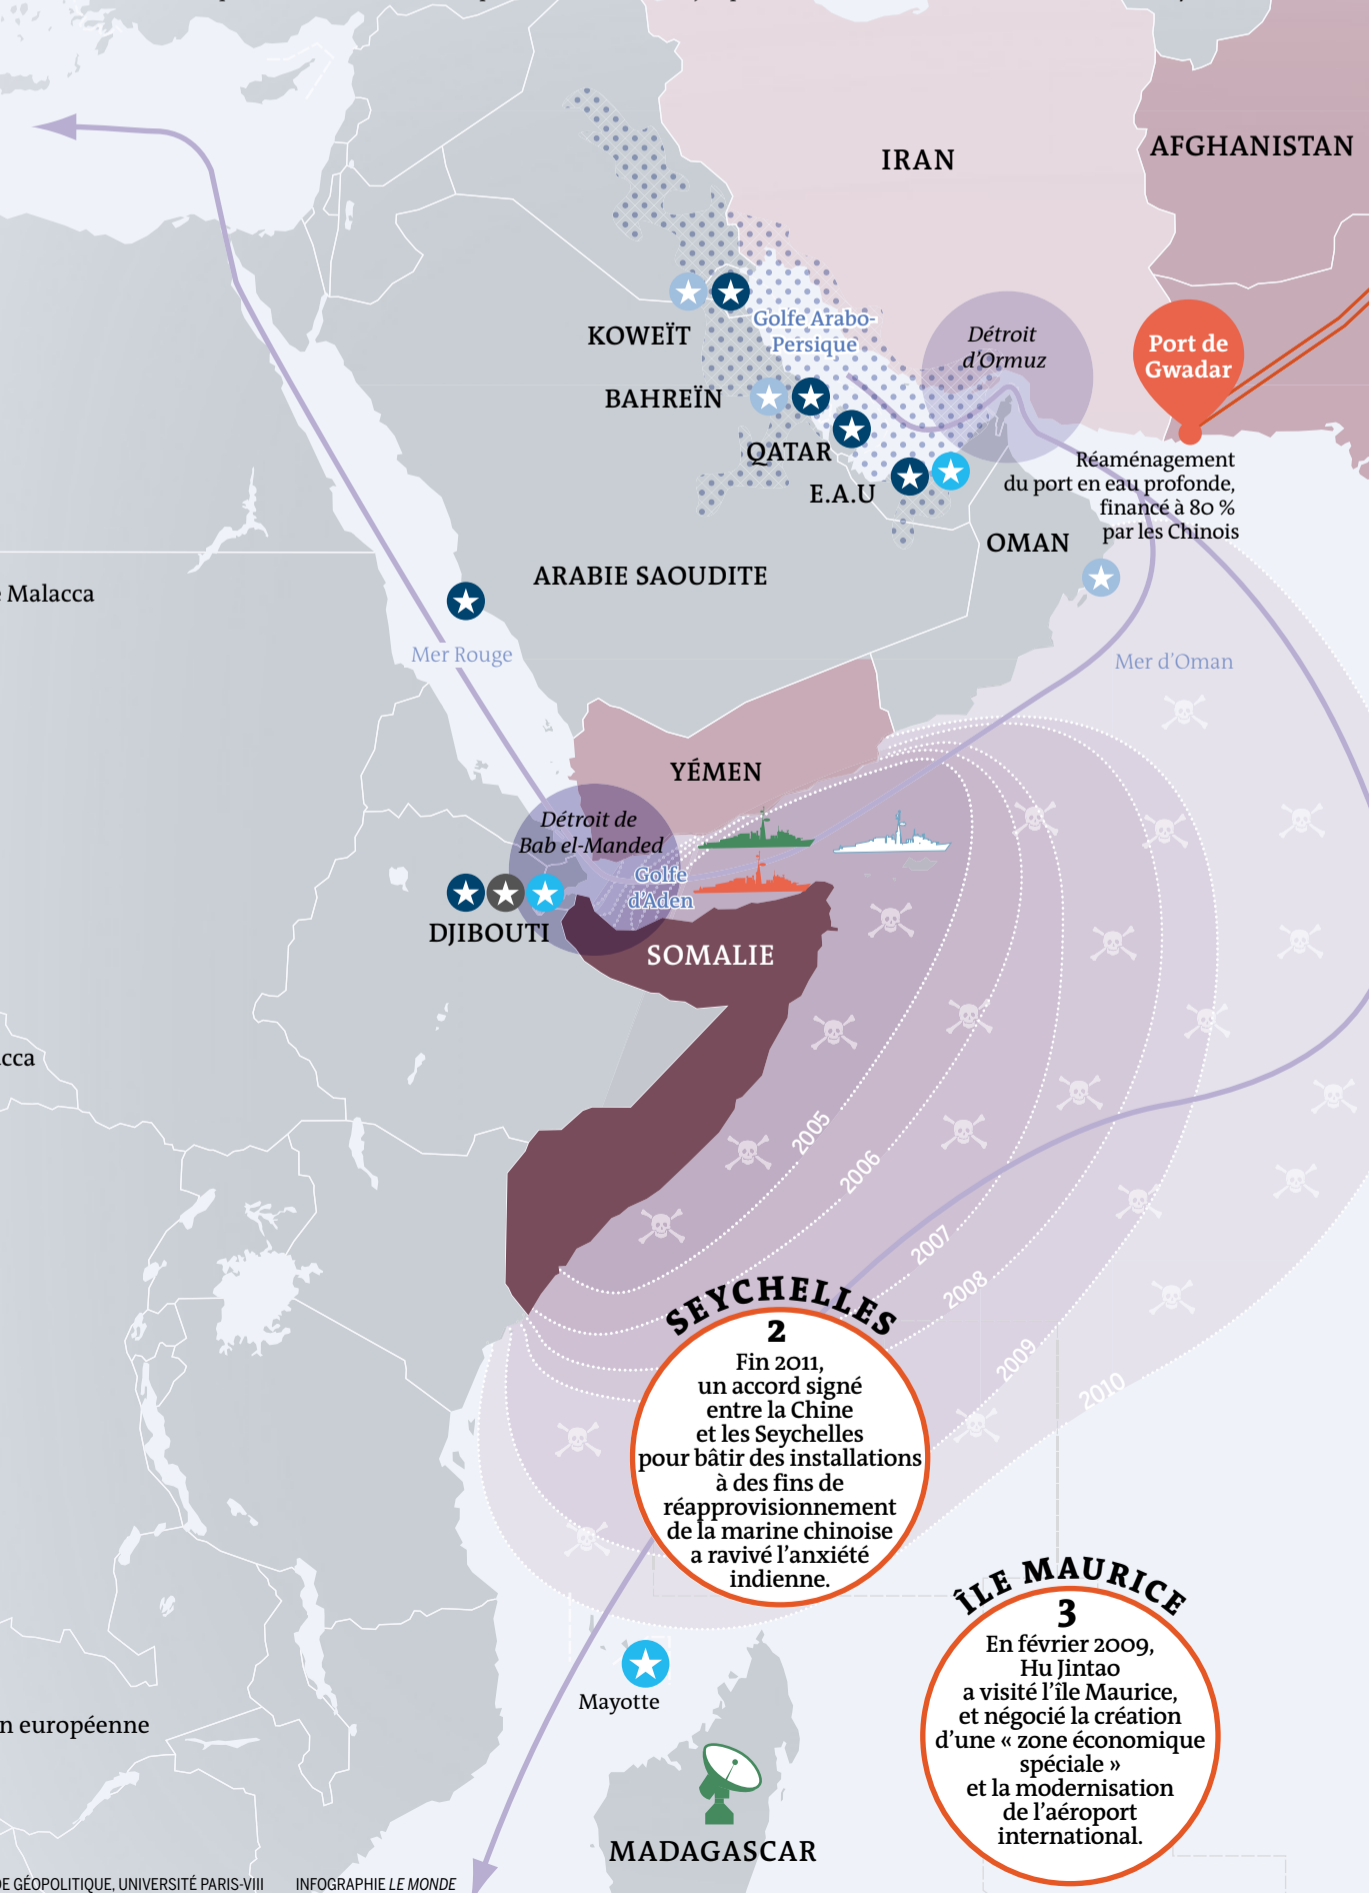 IRAN
AFGHANISTAN
KOWEÏT
Golfe Arabo-
Persique
Détroit
d'Ormuz
Port de
Gwadar
BAHREÏN
QATAR
E.A.U
Réaménagement
du port en eau profonde,
financé à 80 %
par les Chinois
OMAN
ARABIE SAOUDITE
Malacca
Mer Rouge
Mer d'Oman
YÉMEN
Détroit de
Bab el-Manded
Golfe
d'Aden
DJIBOUTI
SOMALIE
2005
2006
2007
2008
2009
2010
SEYCHELLES
2
Fin 2011,
un accord signé
entre la Chine
et les Seychelles
pour bâtir des installations
à des fins de
réapprovisionnement
de la marine chinoise
a ravivé l'anxiété
indienne.
ÎLE MAURICE
3
En février 2009,
Hu Jintao
a visité l'île Maurice,
et négocié la création
d'une « zone économique
spéciale »
et la modernisation
de l'aéroport
international.
Mayotte
n européenne
MADAGASCAR
DE GÉOPOLITIQUE, UNIVERSITÉ PARIS-VIII
INFOGRAPHIE LE MONDE